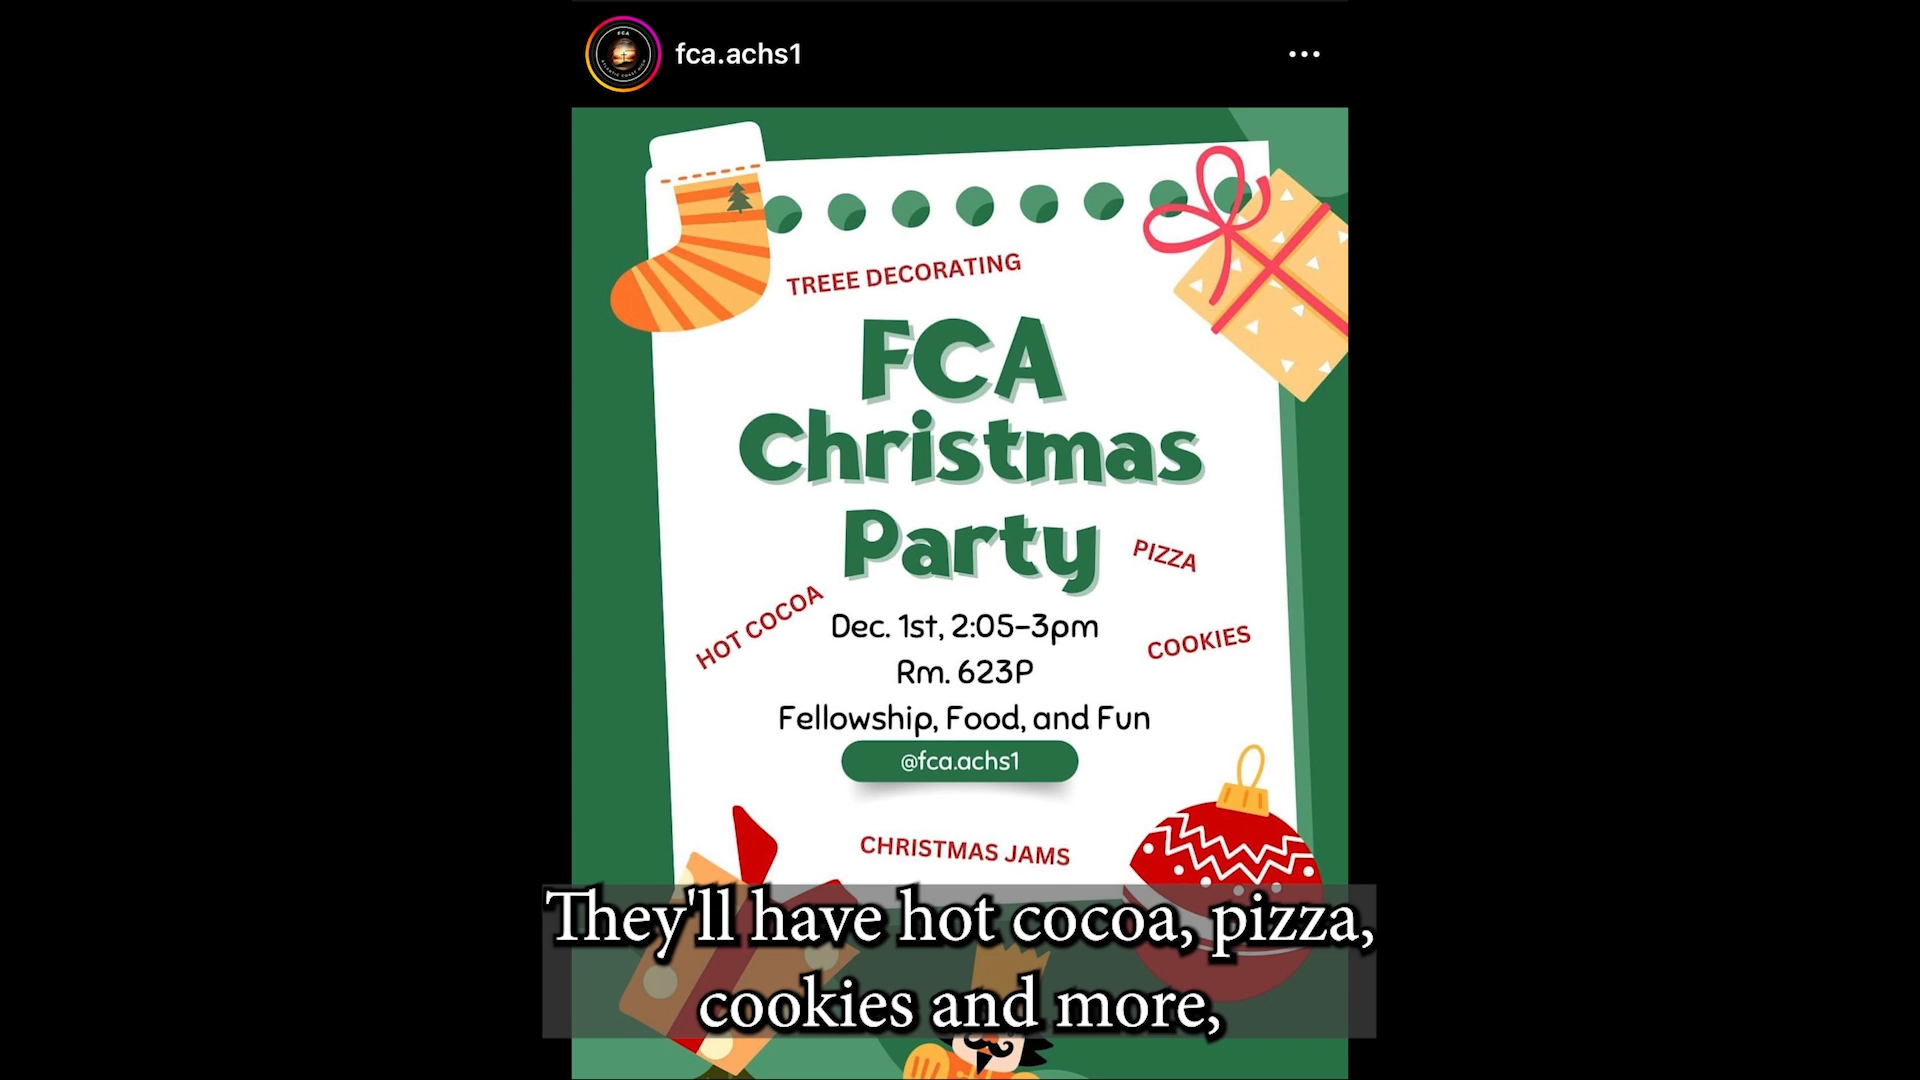 FCA
fca.achs1
TREEE DECORATING
FCA
Christmas
Party
PIZZA
HOT COCOA
Dec. 1st, 2:05-3pm
COOKIES
Rm. 623P
Fellowship, Food, and Fun
@fca.achs1
CHRISTMAS JAMS
They'll have hot cocoa, pizza,
cookies and more,